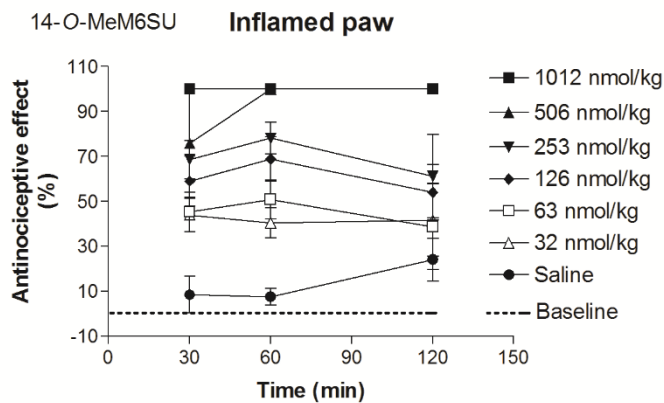 14-O-MeM6SU Inflamed paw
Antinociceptive effect
(%)
110
90
70
50
30
10
-10
0
30
60
90
120
150
Time (min)
1012 nmol/kg
506 nmol/kg
253 nmol/kg
126 nmol/kg
63 nmol/kg
32 nmol/kg
Saline
Baseline